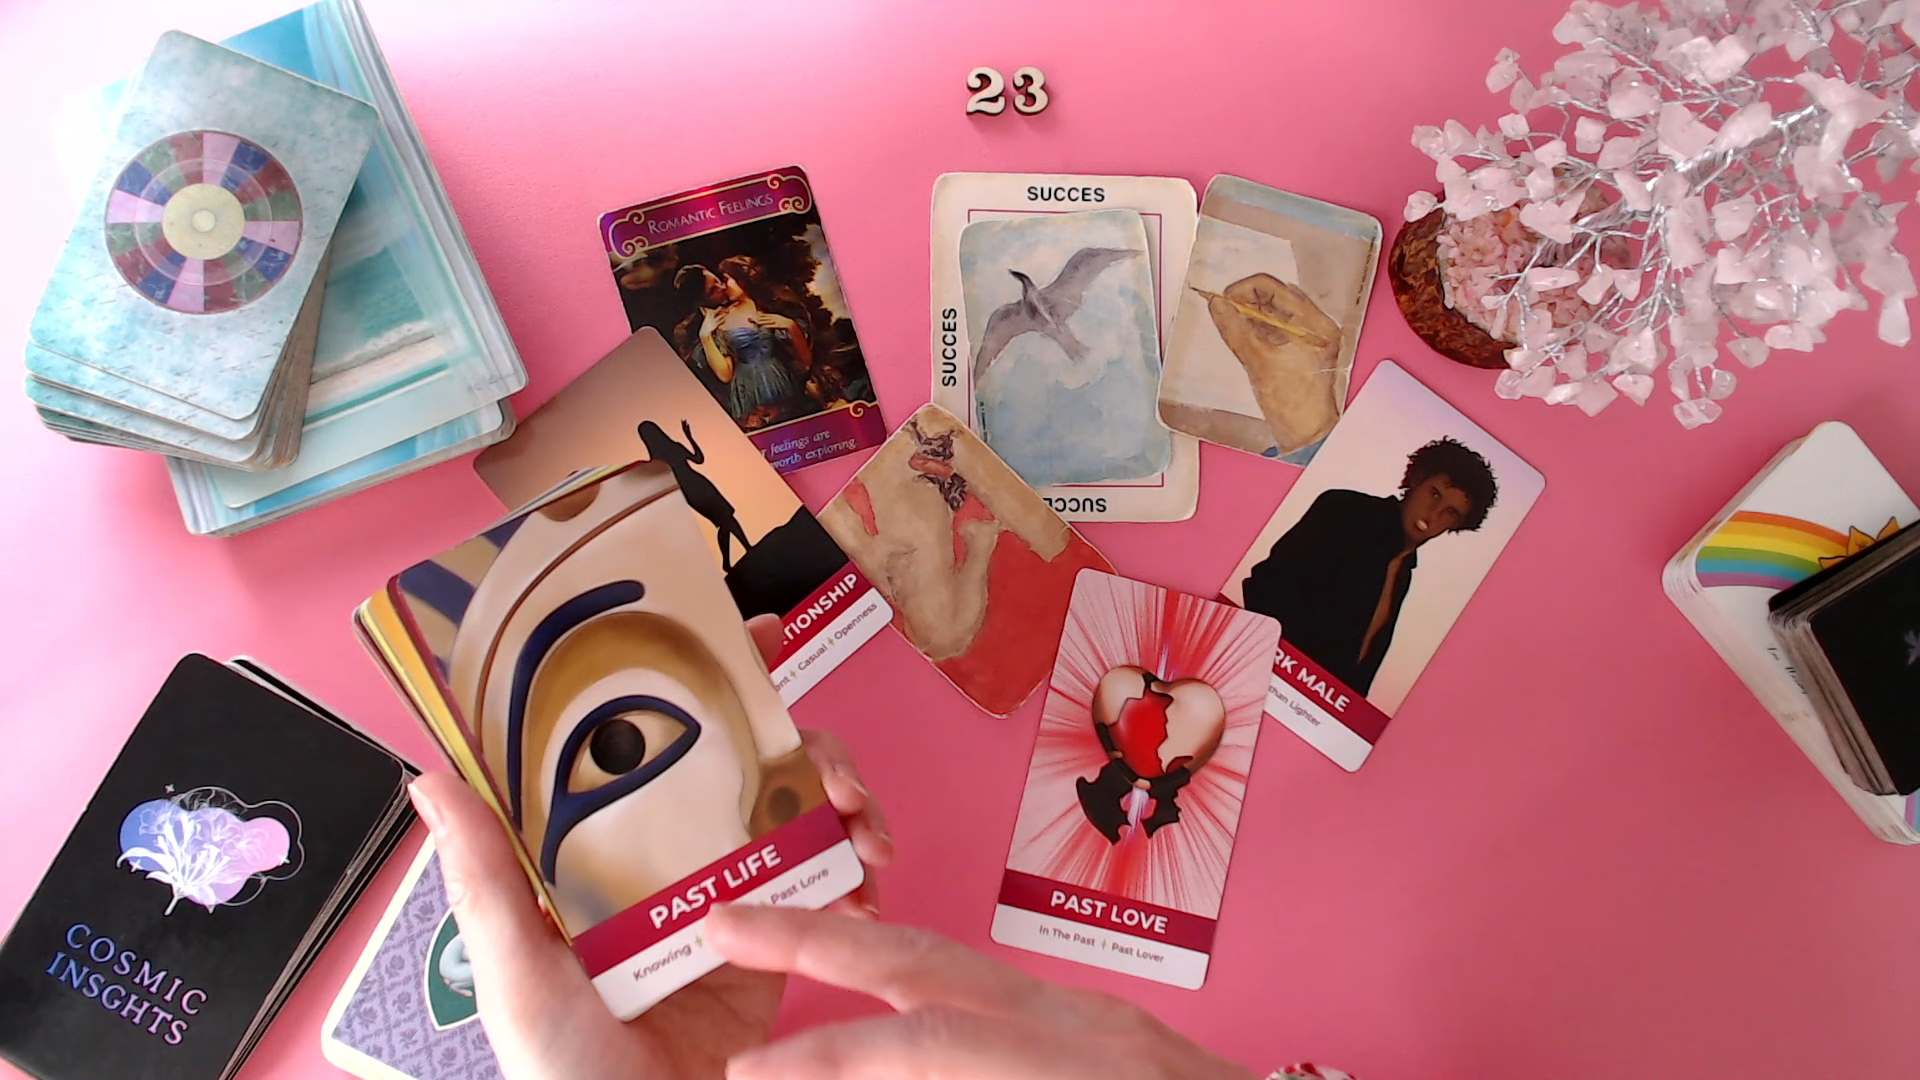 23
ROMANTIC FEELINGS
feelings are
worth exploring
SUCCES
SUCCES
SUCCES
TIONSHIP
Casual Openness
RK MALE
Lighter
PAST LIFE
Knowing Past Love
PAST LOVE
In The Past Past Lover
COSMIC
INSGHTS